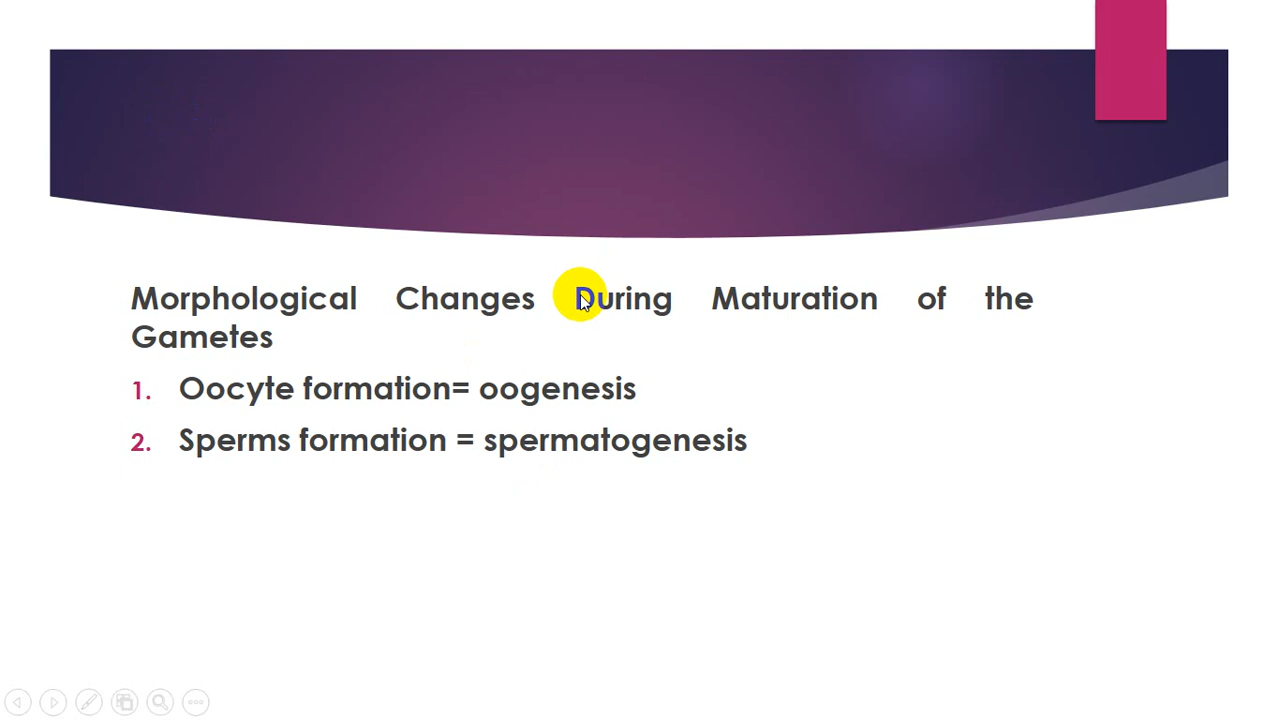 Morphological Changes During Maturation of the
Gametes
1. Oocyte formation= oogenesis
2. Sperms formation = spermatogenesis